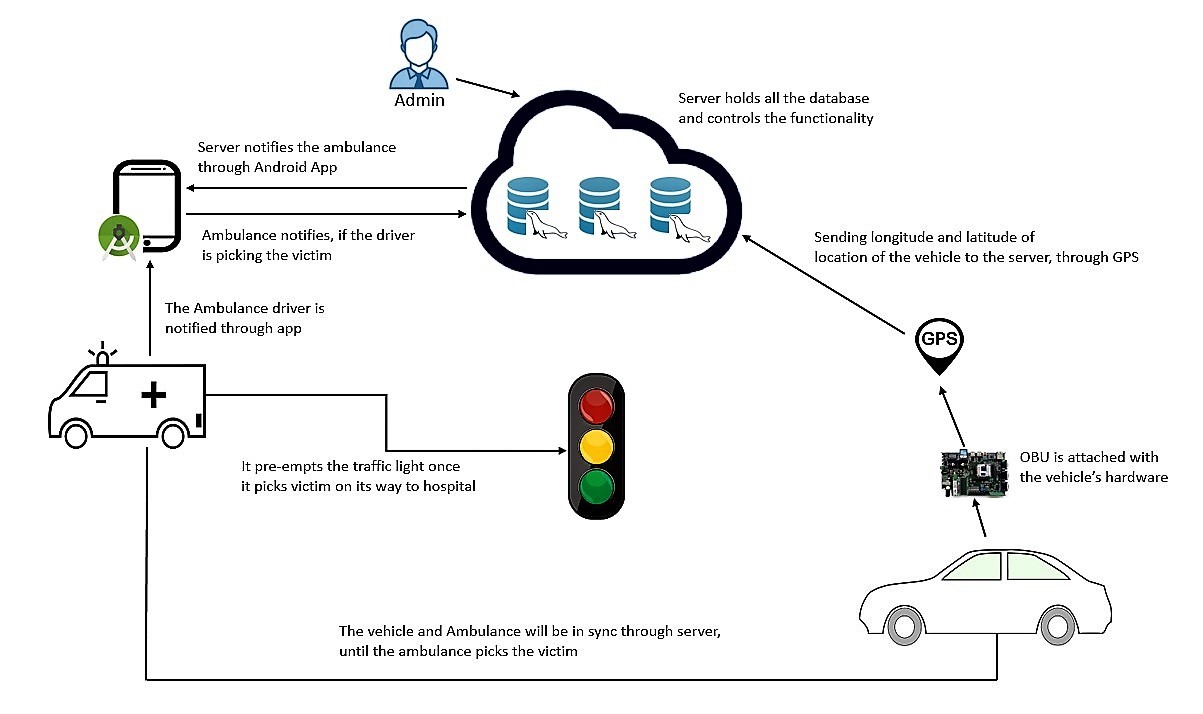 Admin
Server holds all the database
and controls the functionality
Server notifies the ambulance
through Android App
Ambulance notifies, if the driver
is picking the victim
Sending longitude and latitude of
location of the vehicle to the server, through GPS
The Ambulance driver is
notified through app
GPS
It pre-empts the traffic light once
it picks victim on its way to hospital
OBU is attached with
the vehicle's hardware
The vehicle and Ambulance will be in sync through server,
until the ambulance picks the victim